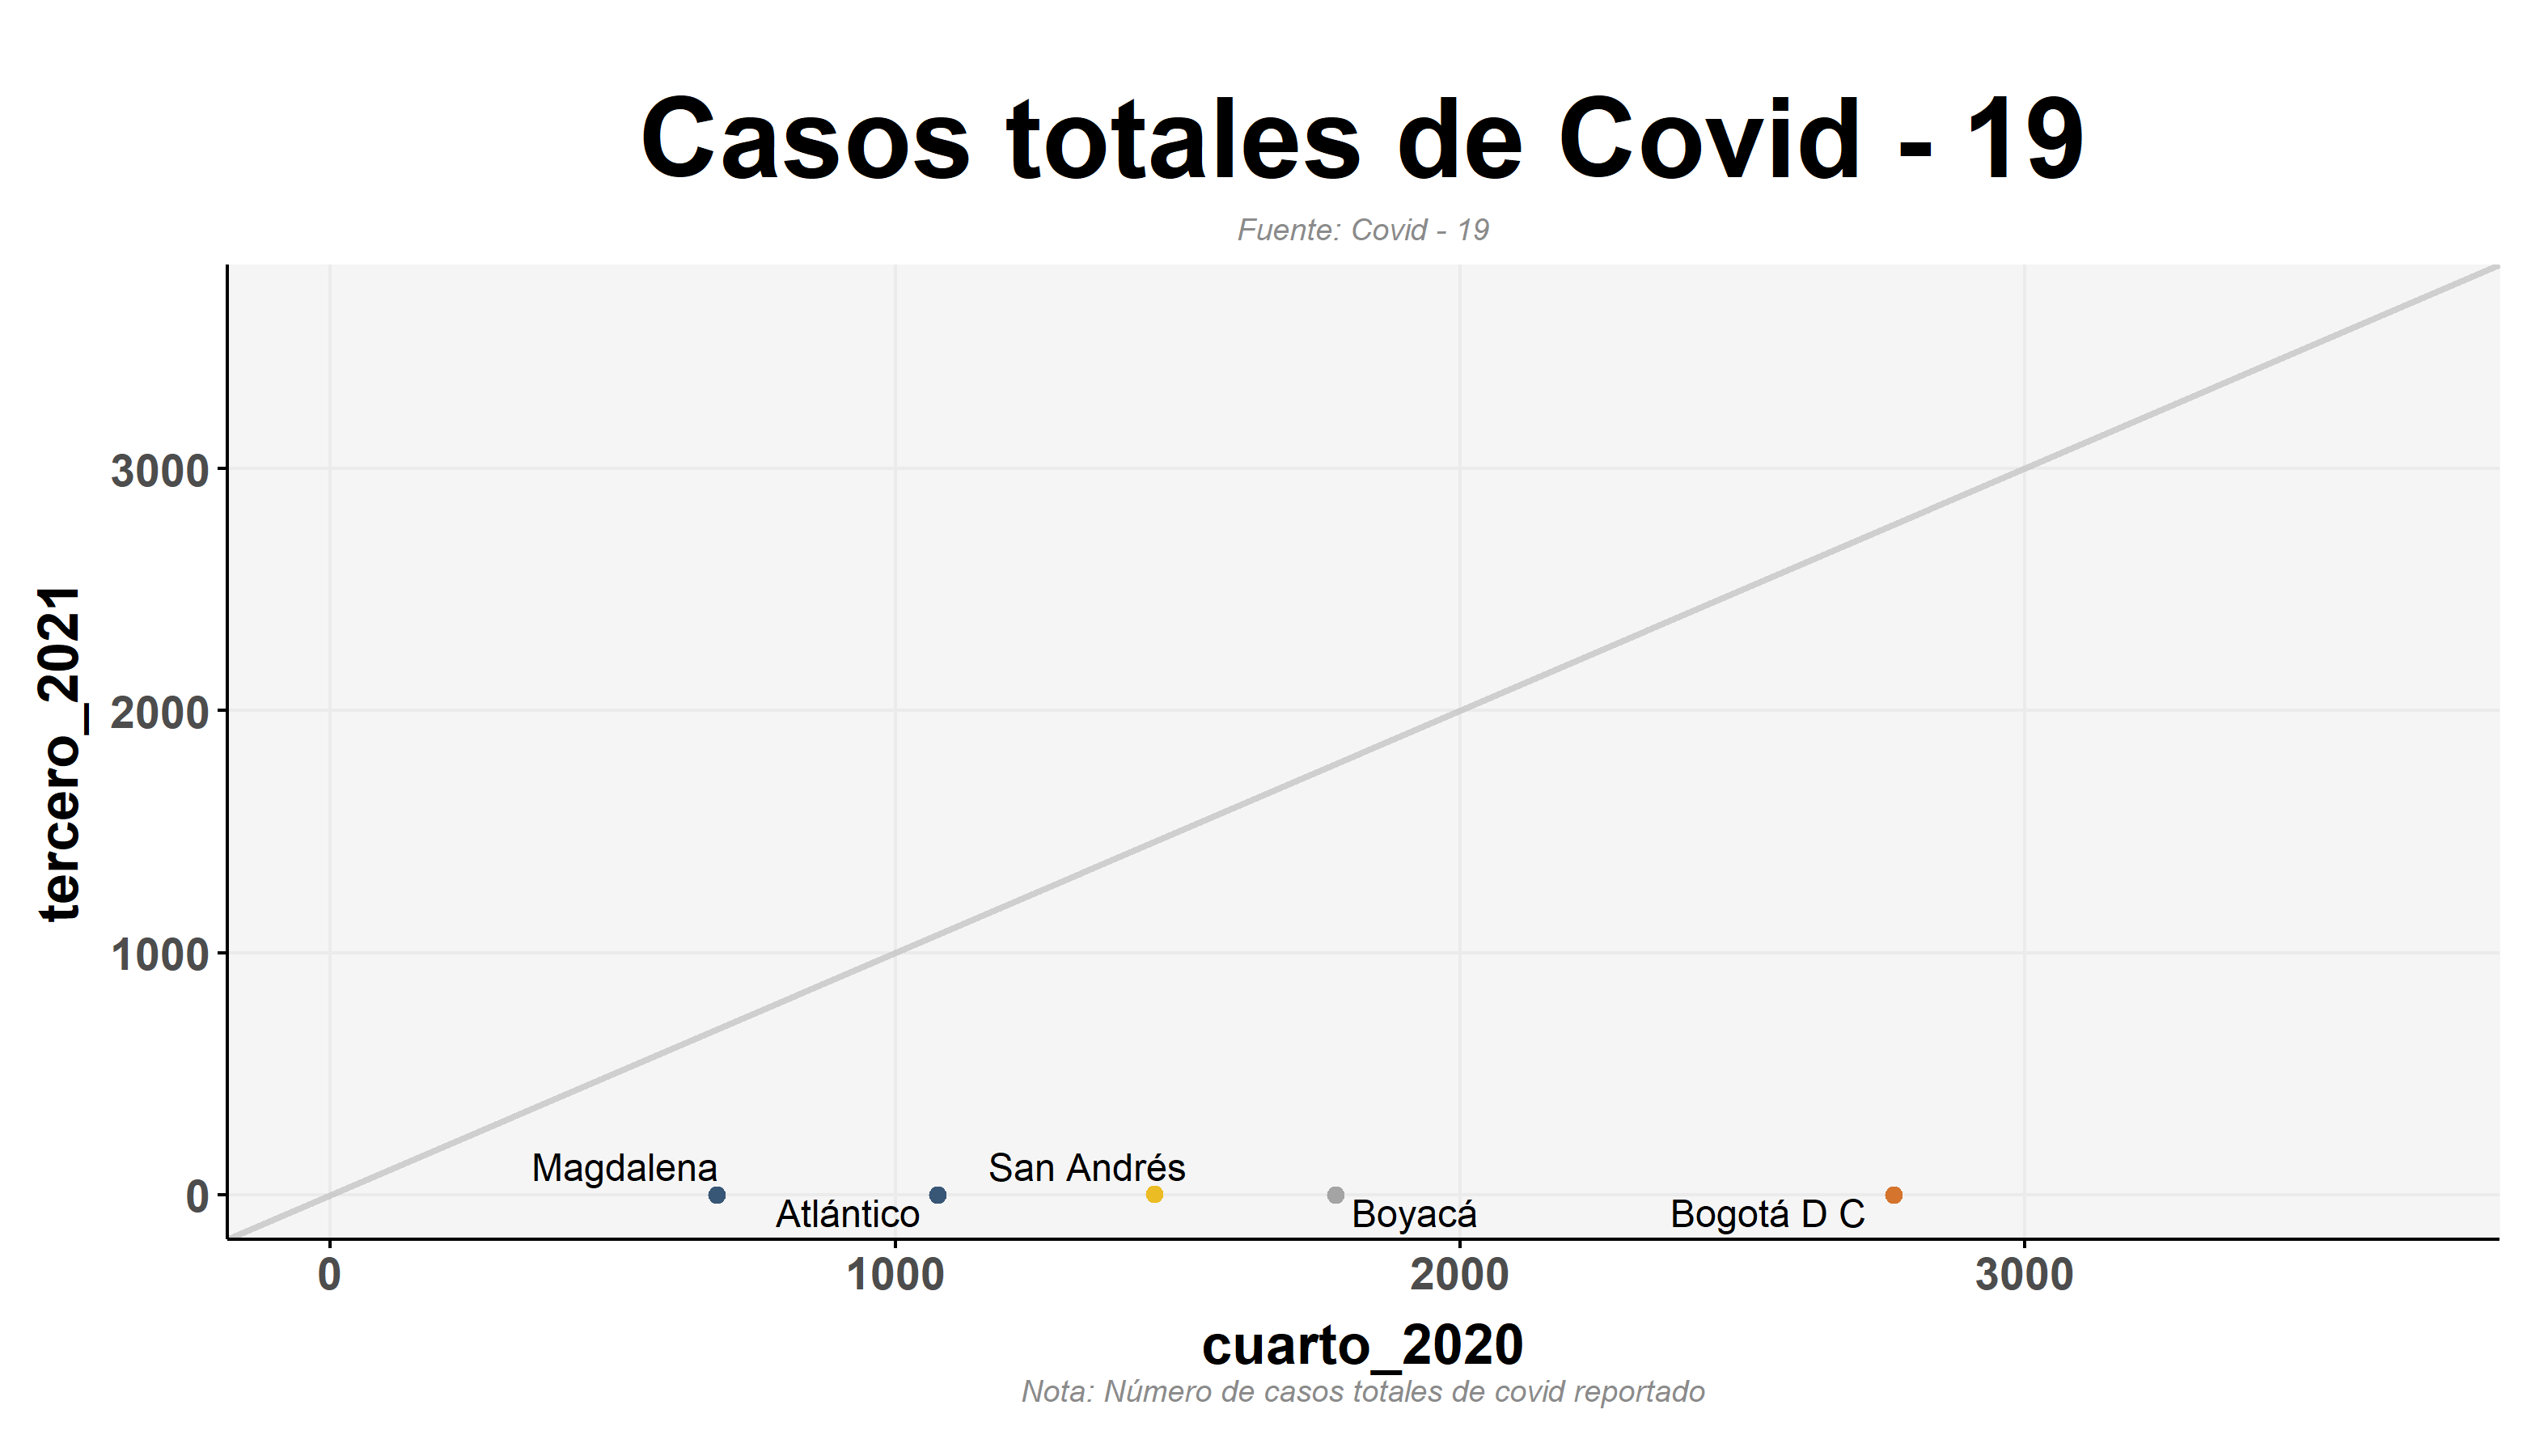 Casos totales de Covid - 19
Fuente: Covid - 19
tercero_2021
3000
2000
1000
0
Magdalena
San Andrés
Atlántico
Boyacá
Bogotá D C
0 1000 2000 3000
cuarto_2020
Nota: Número de casos totales de covid reportado